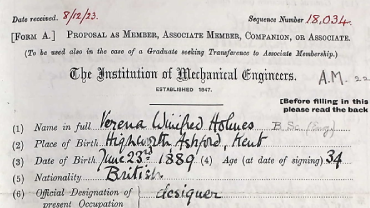 Date received. 8/12/23. Sequence Number 18,034.
[FORM A.] PROPOSAL AS MEMBER, ASSOCIATE MEMBER, COMPANION, OR ASSOCIATE.
(To be used also in the case of a Graduate seeking Transference to Associate Membership.)
The Institution of Mechanical Engineers.
ESTABLISHED 1847.
A.M. 22
[Before filling in this
please read the back
(1) Name in full Verena Winifred Holmes B.Sc. (Eng)
(2) Place of Birth Highworth Ashford, Kent
(3) Date of Birth June 23rd 1889 (4) Age (at date of signing) 34
(5) Nationality British
(6) Official Designation of designer
present Occupation